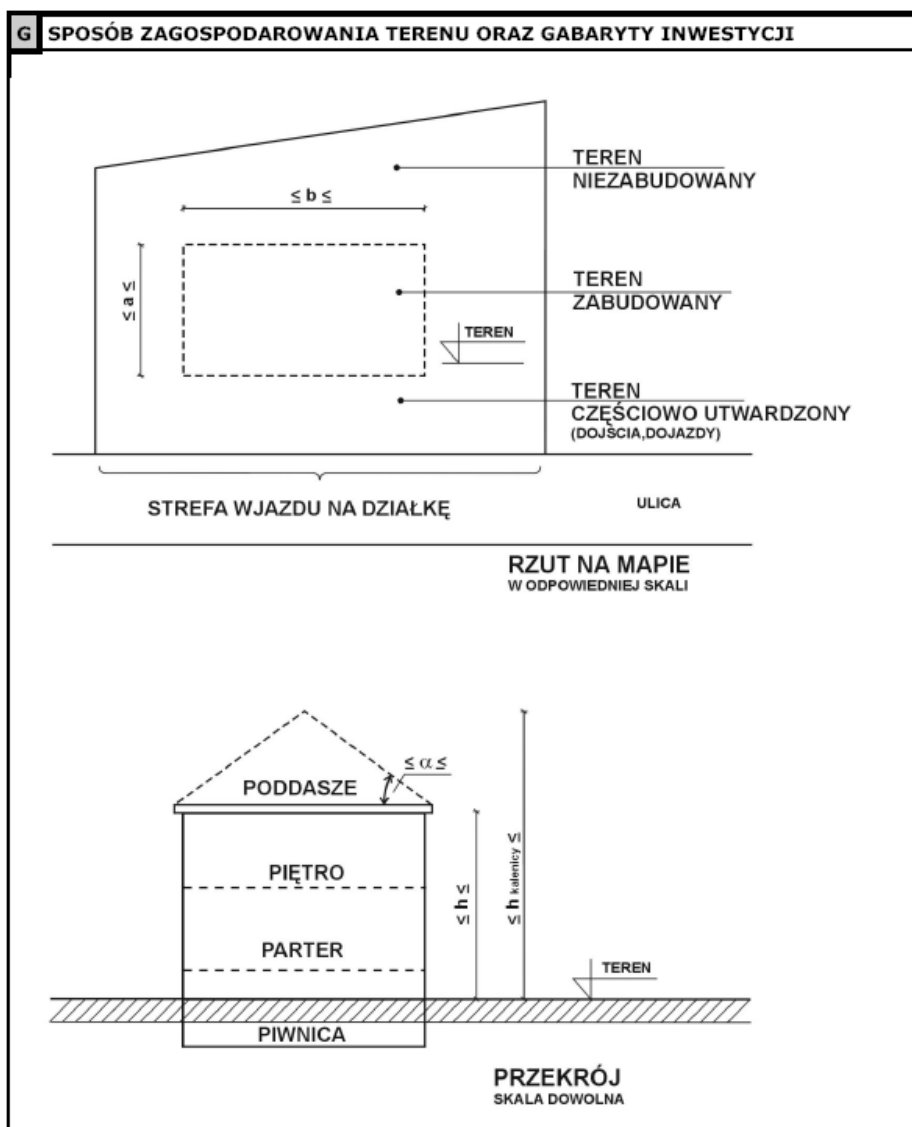 G SPOSÓB ZAGOSPODAROWANIA TERENU ORAZ GABARYTY INWESTYCJI
TEREN
NIEZABUDOWANY
≤ b ≤
TEREN
ZABUDOWANY
≤ a ≤
TEREN
TEREN
CZĘŚCIOWO UTWARDZONY
(DOJŚCIA,DOJAZDY)
STREFA WJAZDU NA DZIAŁKĘ
ULICA
RZUT NA MAPIE
W ODPOWIEDNIEJ SKALI
≤ α ≤
PODDASZE
PIĘTRO
≤ h ≤
≤ h kalenicy ≤
PARTER
TEREN
PIWNICA
PRZEKRÓJ
SKALA DOWOLNA